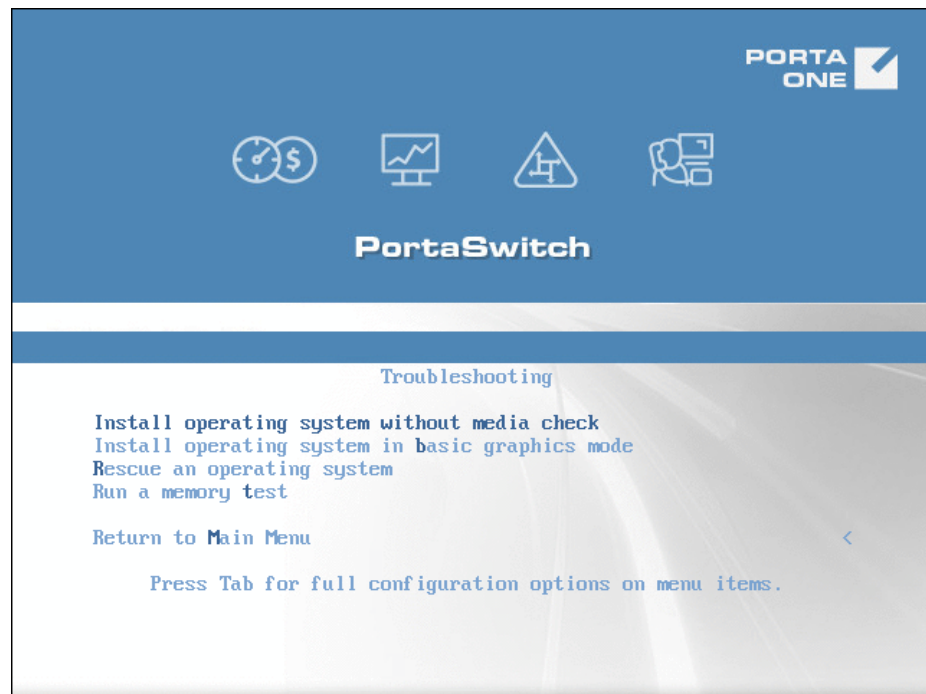 PORTA
ONE
$
PortaSwitch
Troubleshooting
Install operating system without media check
Install operating system in basic graphics mode
Rescue an operating system
Run a memory test
Return to Main Menu <
Press Tab for full configuration options on menu items.